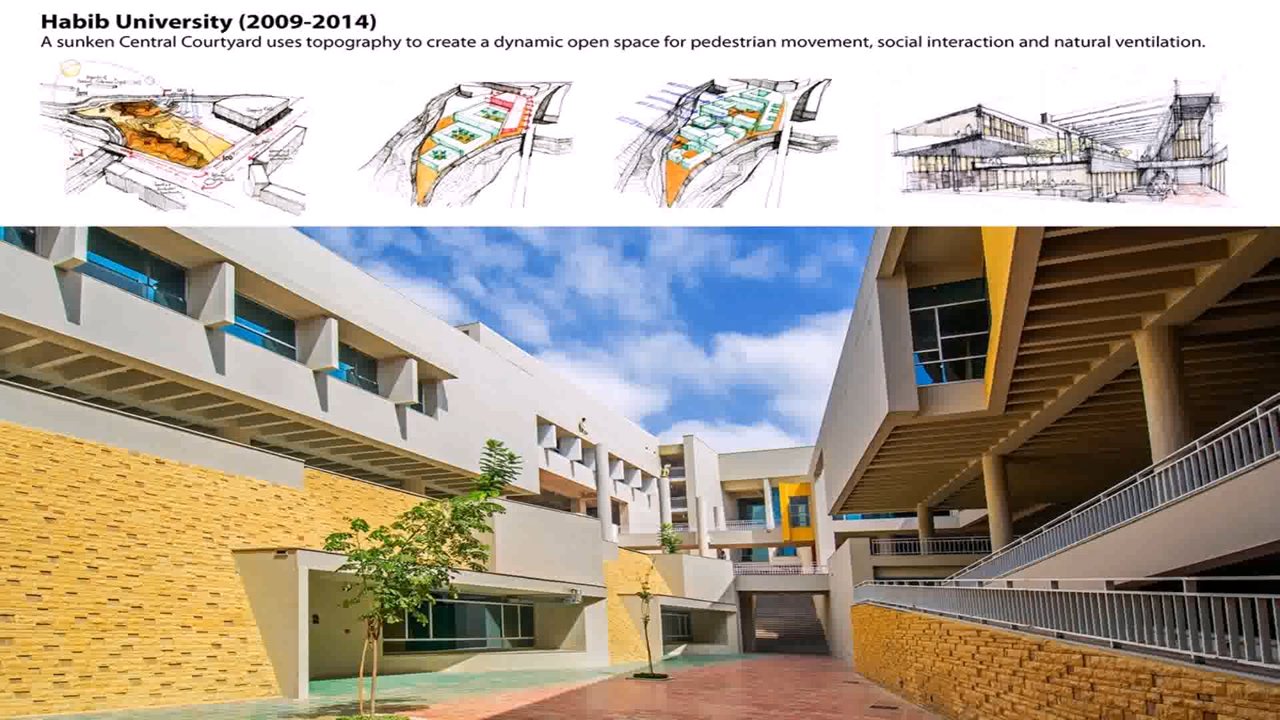 Habib University (2009-2014)
A sunken Central Courtyard uses topography to create a dynamic open space for pedestrian movement, social interaction and natural ventilation.